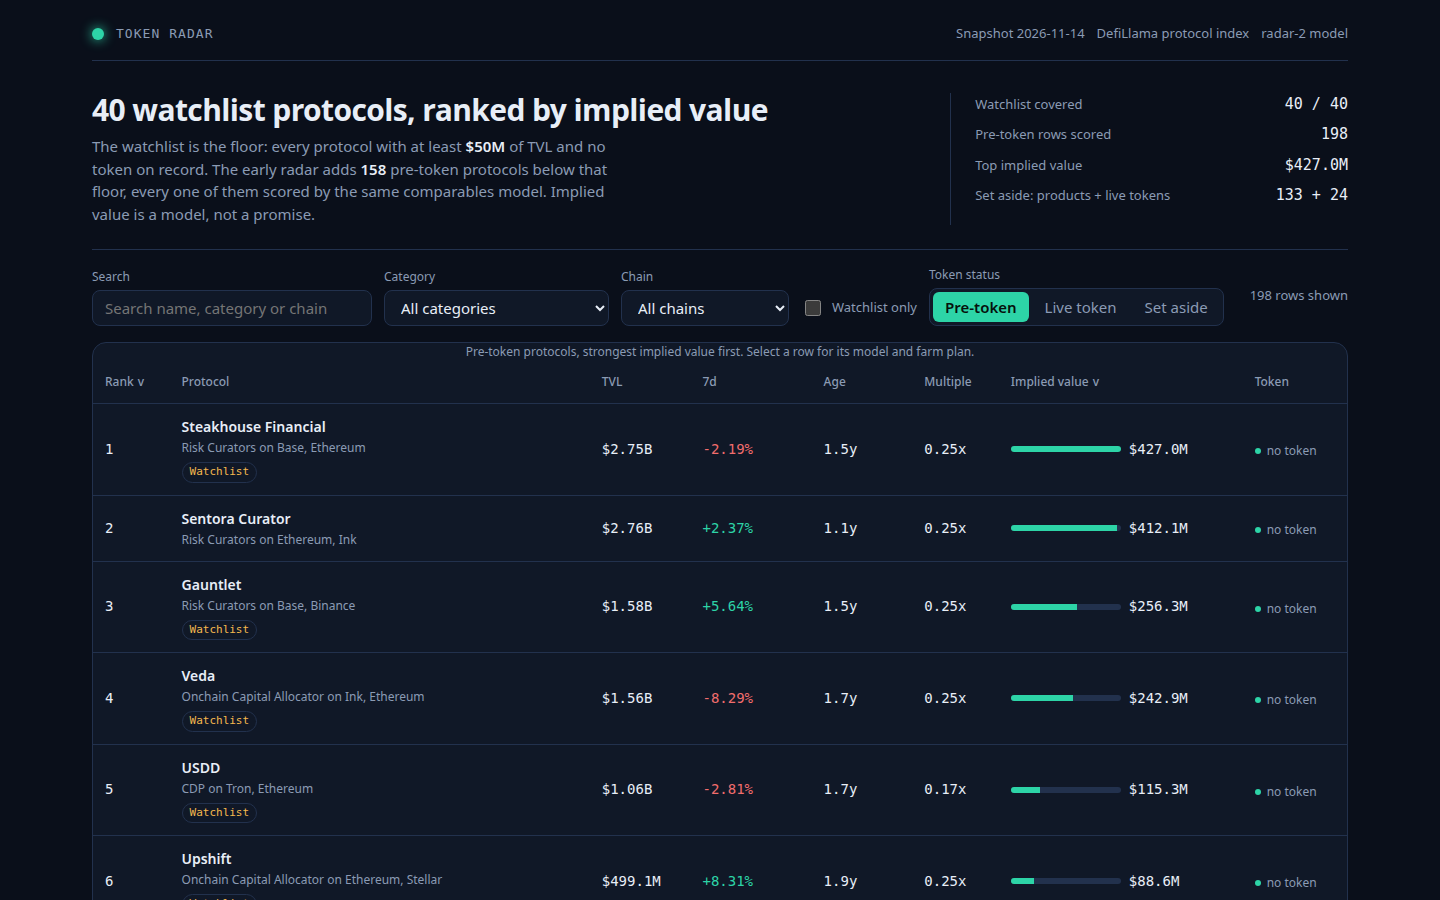 TOKEN RADAR
Snapshot 2026-11-14 DefiLlama protocol index radar-2 model
40 watchlist protocols, ranked by implied value
The watchlist is the floor: every protocol with at least $50M of TVL and no
token on record. The early radar adds 158 pre-token protocols below that
floor, every one of them scored by the same comparables model. Implied
value is a model, not a promise.
Watchlist covered 40 / 40
Pre-token rows scored 198
Top implied value $427.0M
Set aside: products + live tokens 133 + 24
Search Category Chain Token status
Search name, category or chain All categories All chains Watchlist only Pre-token Live token Set aside 198 rows shown
Pre-token protocols, strongest implied value first. Select a row for its model and farm plan.
Rank v Protocol TVL 7d Age Multiple Implied value v Token
Steakhouse Financial
Risk Curators on Base, Ethereum
1 $2.75B -2.19% 1.5y 0.25x $427.0M no token
Watchlist
Sentora Curator
2 $2.76B +2.37% 1.1y 0.25x $412.1M no token
Risk Curators on Ethereum, Ink
Gauntlet
Risk Curators on Base, Binance
3 $1.58B +5.64% 1.5y 0.25x $256.3M no token
Watchlist
Veda
Onchain Capital Allocator on Ink, Ethereum
4 $1.56B -8.29% 1.7y 0.25x $242.9M no token
Watchlist
USDD
CDP on Tron, Ethereum
5 $1.06B -2.81% 1.7y 0.17x $115.3M no token
Watchlist
Upshift
Onchain Capital Allocator on Ethereum, Stellar
6 $499.1M +8.31% 1.9y 0.25x $88.6M no token